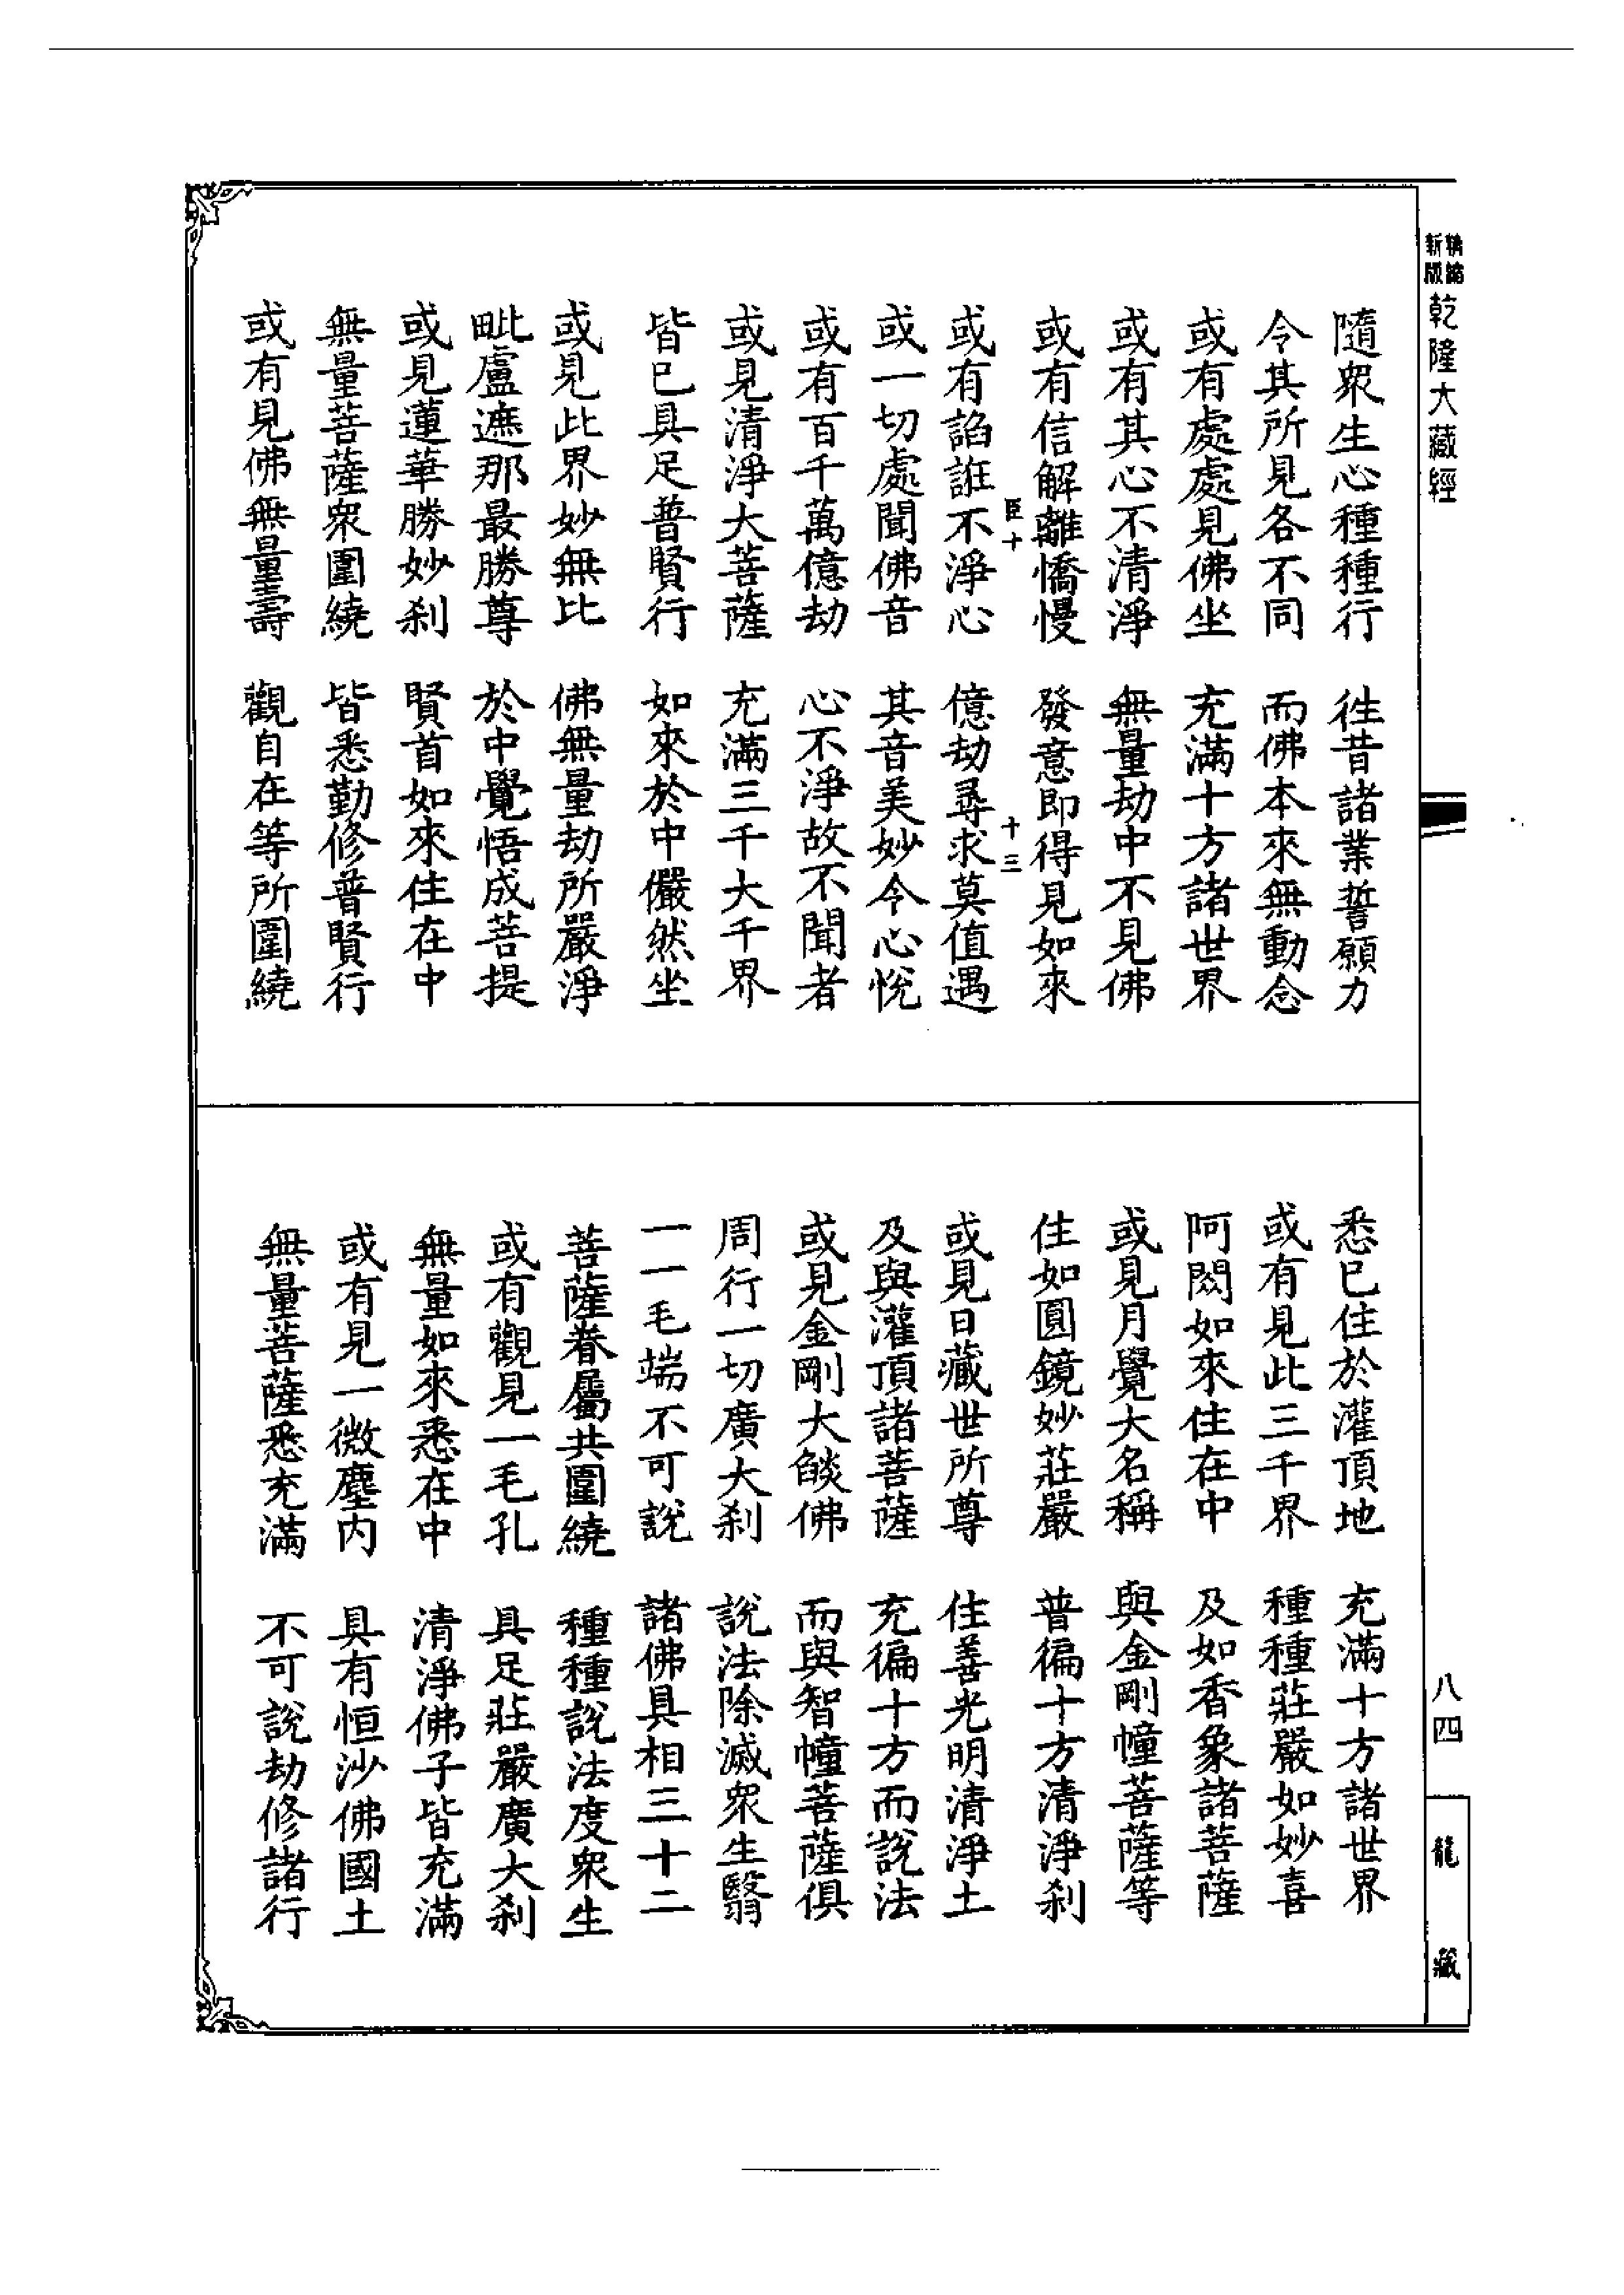 精縮
新版
乾隆大藏經
隨眾生心種種行　往昔諸業誓願力
令其所見各不同　而佛本來無動念
或有處處見佛坐　充滿十方諸世界
或有其心不清淨　無量劫中不見佛
或有信解離憍慢　發意即得見如來
臣十　十三
或有諂誑不淨心　億劫尋求莫值遇
或一切處聞佛音　其音美妙令心悅
或有百千萬億劫　心不淨故不聞者
或見清淨大菩薩　充滿三千大千界
皆已具足普賢行　如來於中儼然坐
或見此界妙無比　佛無量劫所嚴淨
毗盧遮那最勝尊　於中覺悟成菩提
或見蓮華勝妙剎　賢首如來住在中
無量菩薩眾圍繞　皆悉勤修普賢行
或有見佛無量壽　觀自在等所圍繞
悉已住於灌頂地　充滿十方諸世界
或有見此三千界　種種莊嚴如妙喜
阿閦如來住在中　及如香象諸菩薩
或見月覺大名稱　與金剛幢菩薩等
住如圓鏡妙莊嚴　普徧十方清淨剎
或見日藏世所尊　住善光明清淨土
及與灌頂諸菩薩　充徧十方而說法
或見金剛大餤佛　而與智幢菩薩俱
周行一切廣大剎　說法除滅眾生翳
一一毛端不可說　諸佛具相三十二
菩薩眷屬共圍繞　種種說法度眾生
或有觀見一毛孔　具足莊嚴廣大剎
無量如來悉在中　清淨佛子皆充滿
或有見一微塵內　具有恒沙佛國土
無量菩薩悉充滿　不可說劫修諸行
八四
龍藏